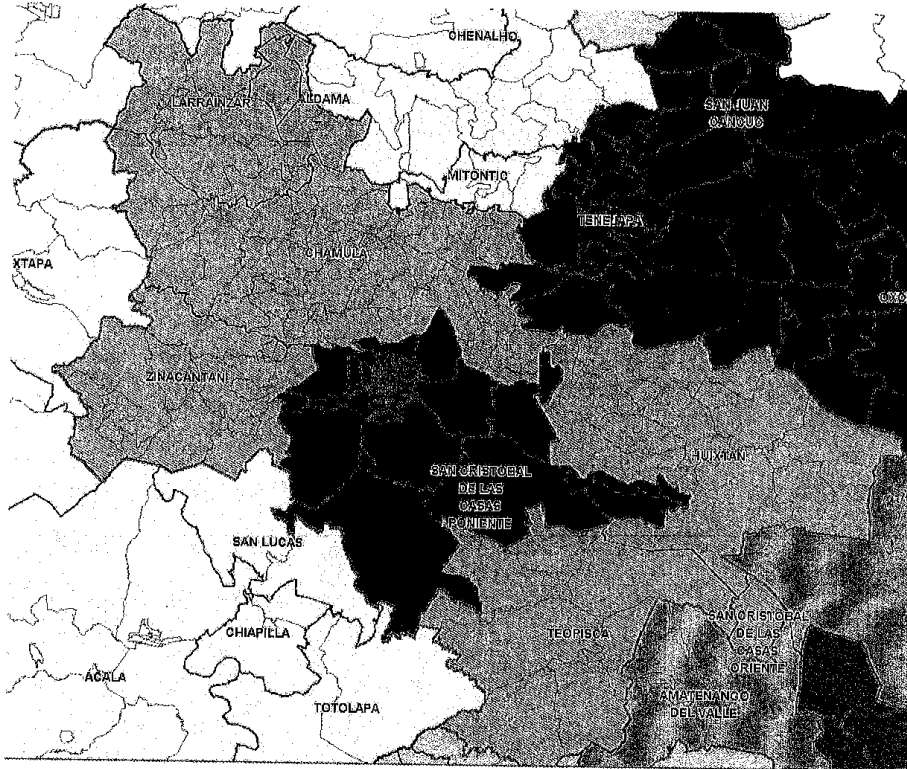 CHENALHO
LARRAINZAR
ALDAMA
SAN JUAN
CANCUC
MITONTIC
TENEJAPA
CHAMULA
XTAPA
OXC
ZINACANTAN
HUIXTAN
SAN CRISTOBAL
DE LAS
CASAS
PONIENTE
SAN LUCAS
CHIAPILLA
TEOPISCA
SAN CRISTOBAL
DE LAS
CASAS
ORIENTE
ACALA
AMATENANGO
DEL VALLE
TOTOLAPA